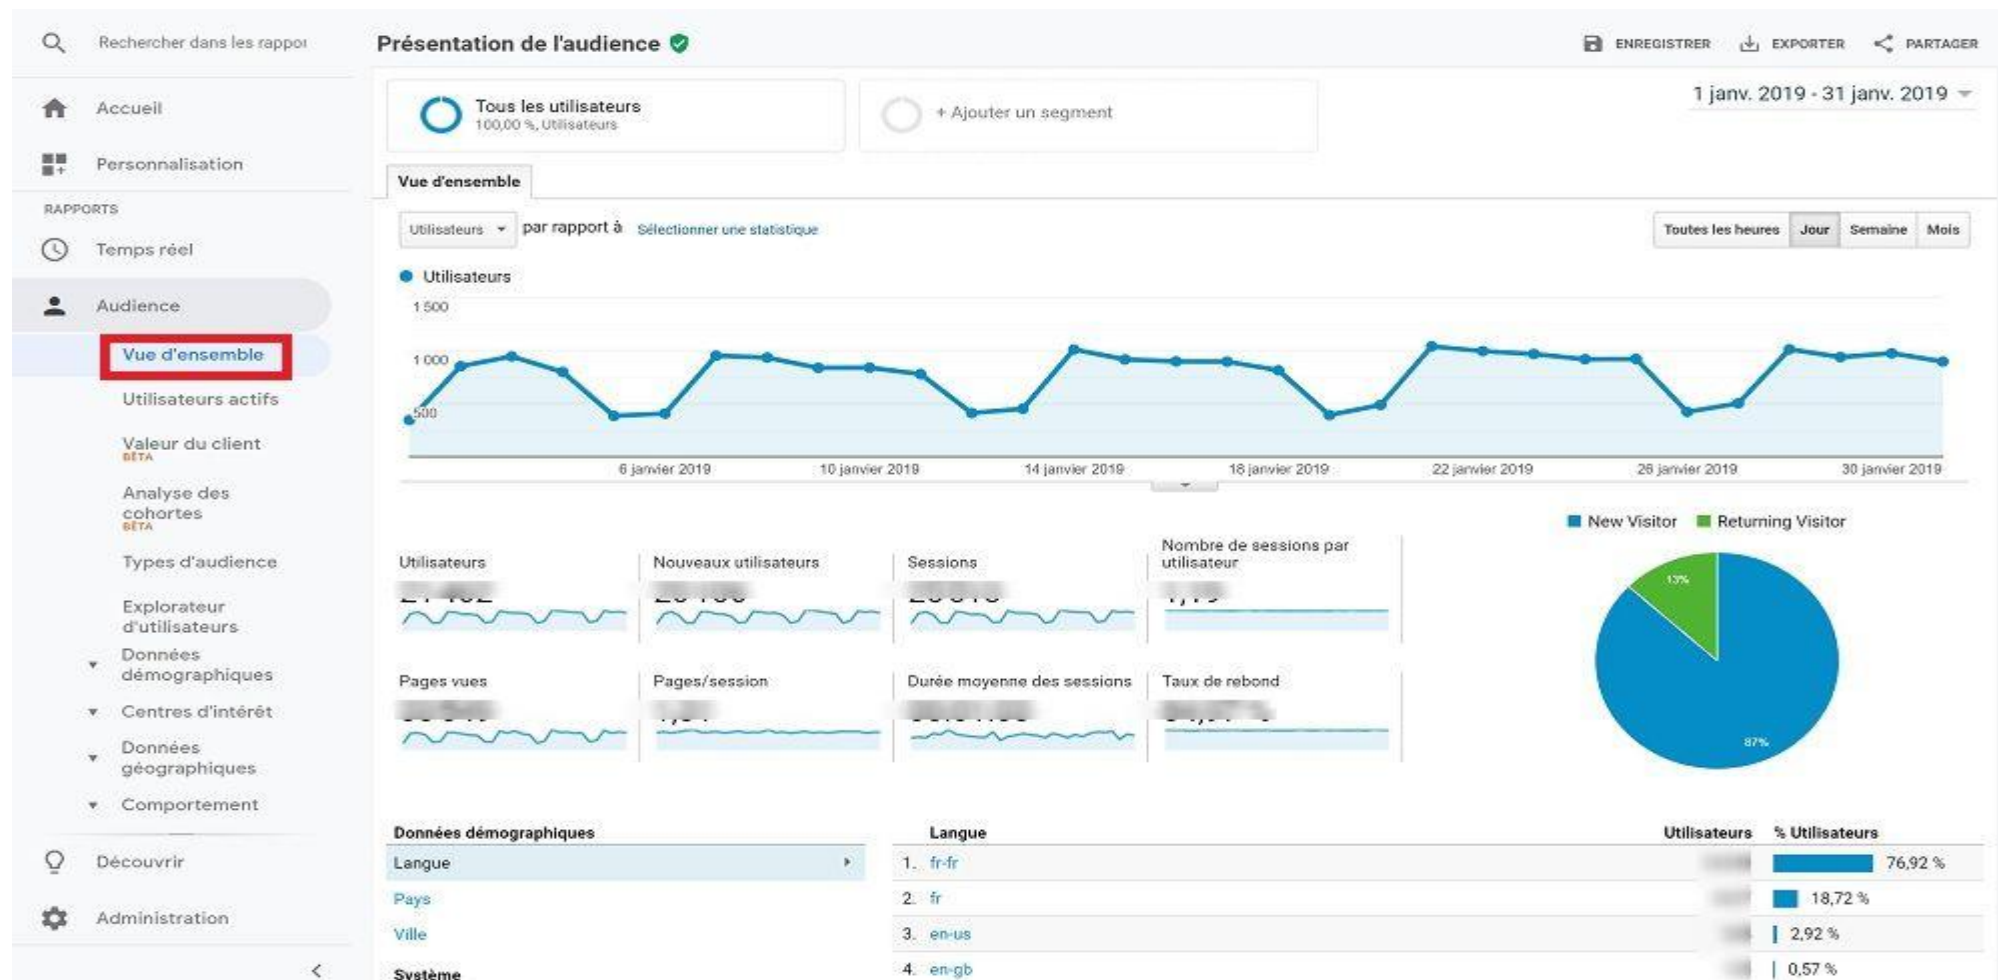 Rechercher dans les rappor
Accueil
Personnalisation
RAPPORTS
Temps réel
Audience
Vue d'ensemble
Utilisateurs actifs
Valeur du client
BÊTA
Analyse des
cohortes
BÊTA
Types d'audience
Explorateur
d'utilisateurs
Données
démographiques
Centres d'intérêt
Données
géographiques
Comportement
Découvrir
Administration
Présentation de l'audience
ENREGISTRER EXPORTER PARTAGER
1 janv. 2019 - 31 janv. 2019
Tous les utilisateurs
100,00 %, Utilisateurs
+ Ajouter un segment
Vue d'ensemble
Utilisateurs par rapport à Sélectionner une statistique
Toutes les heures Jour Semaine Mois
Utilisateurs
1 500
1 000
500
6 janvier 2019 10 janvier 2019 14 janvier 2019 18 janvier 2019 22 janvier 2019 26 janvier 2019 30 janvier 2019
New Visitor Returning Visitor
13%
87%
Utilisateurs
Nouveaux utilisateurs
Sessions
Nombre de sessions par
utilisateur
Pages vues
Pages/session
Durée moyenne des sessions
Taux de rebond
Données démographiques
Langue
Pays
Ville
Système
Langue Utilisateurs % Utilisateurs
1. fr-fr 76,92 %
2. fr 18,72 %
3. en-us 2,92 %
4. en-gb 0,57 %